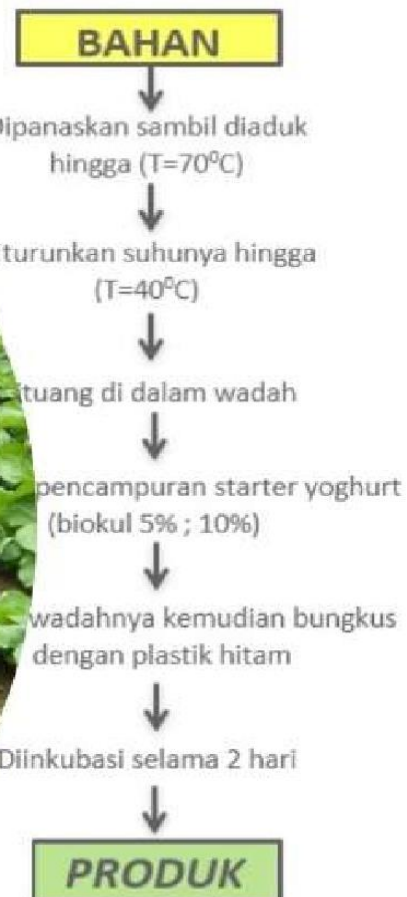 BAHAN
Dipanaskan sambil diaduk
hingga (T=70⁰C)
turunkan suhunya hingga
(T=40⁰C)
ituang di dalam wadah
pencampuran starter yoghurt
(biokul 5% ; 10%)
wadahnya kemudian bungkus
dengan plastik hitam
Diinkubasi selama 2 hari
PRODUK